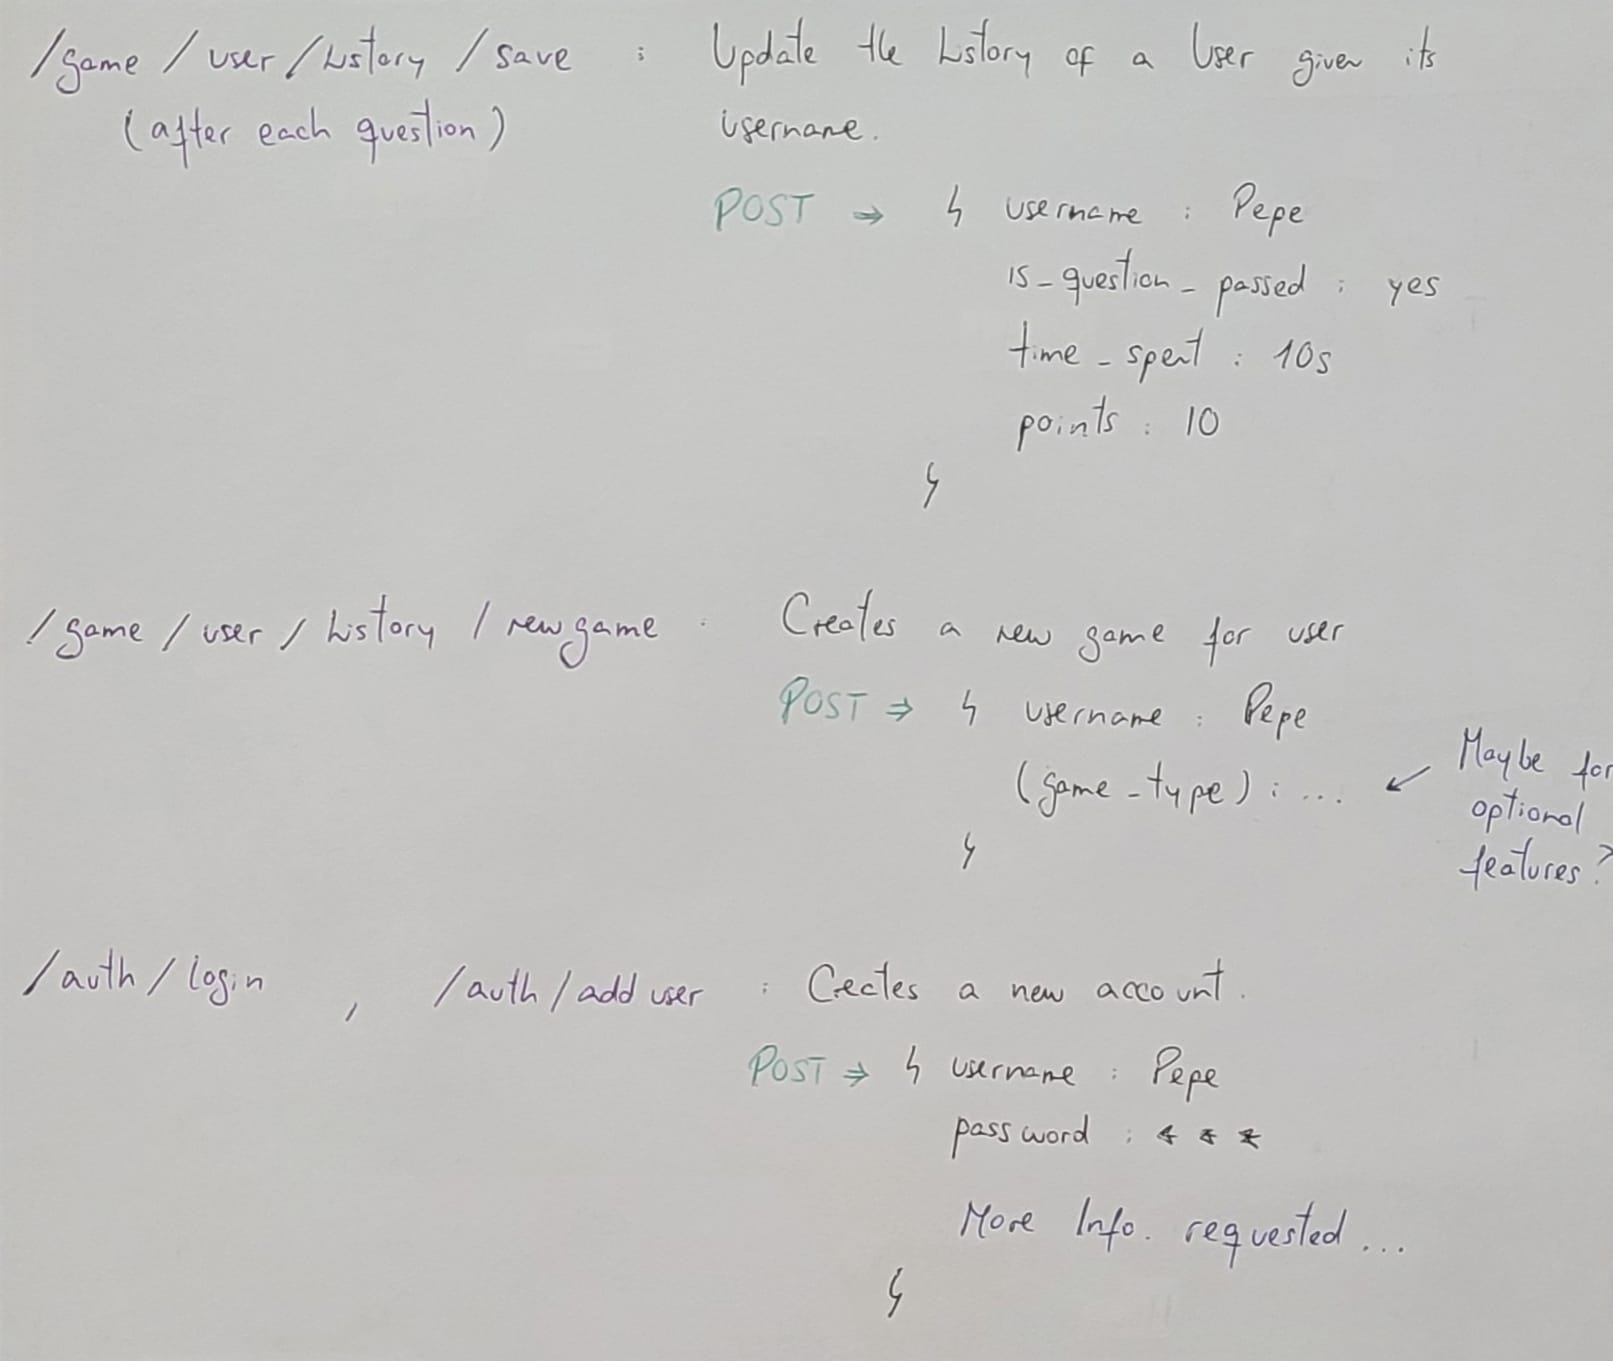 /game / user / history / save : Update the history of a User given its
(after each question) username.
POST ⇒ { username : Pepe
is_question_passed : yes
time_spent : 10s
points : 10
}
/game / user / history / newgame : Creates a new game for user
POST ⇒ { username : Pepe
(game_type) : ... ← Maybe for
optional
features?
}
/auth / login , /auth / add user : Creates a new account.
POST ⇒ { username : Pepe
password : * * *
More Info. requested ...
}